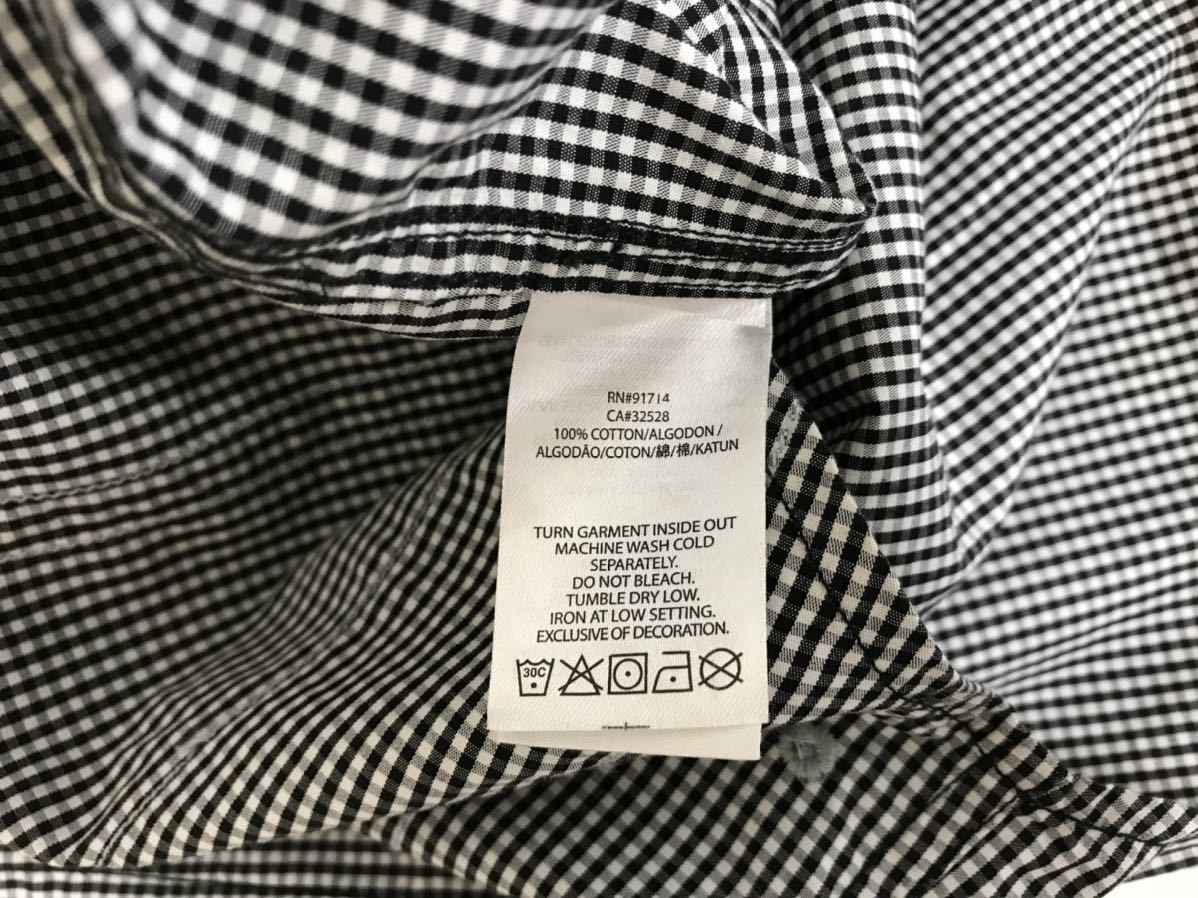 RN#91714
CA#32528
100% COTTON/ALGODON/
ALGODÃO/COTON/綿/棉/KATUN
TURN GARMENT INSIDE OUT
MACHINE WASH COLD
SEPARATELY.
DO NOT BLEACH.
TUMBLE DRY LOW.
IRON AT LOW SETTING.
EXCLUSIVE OF DECORATION.
30C